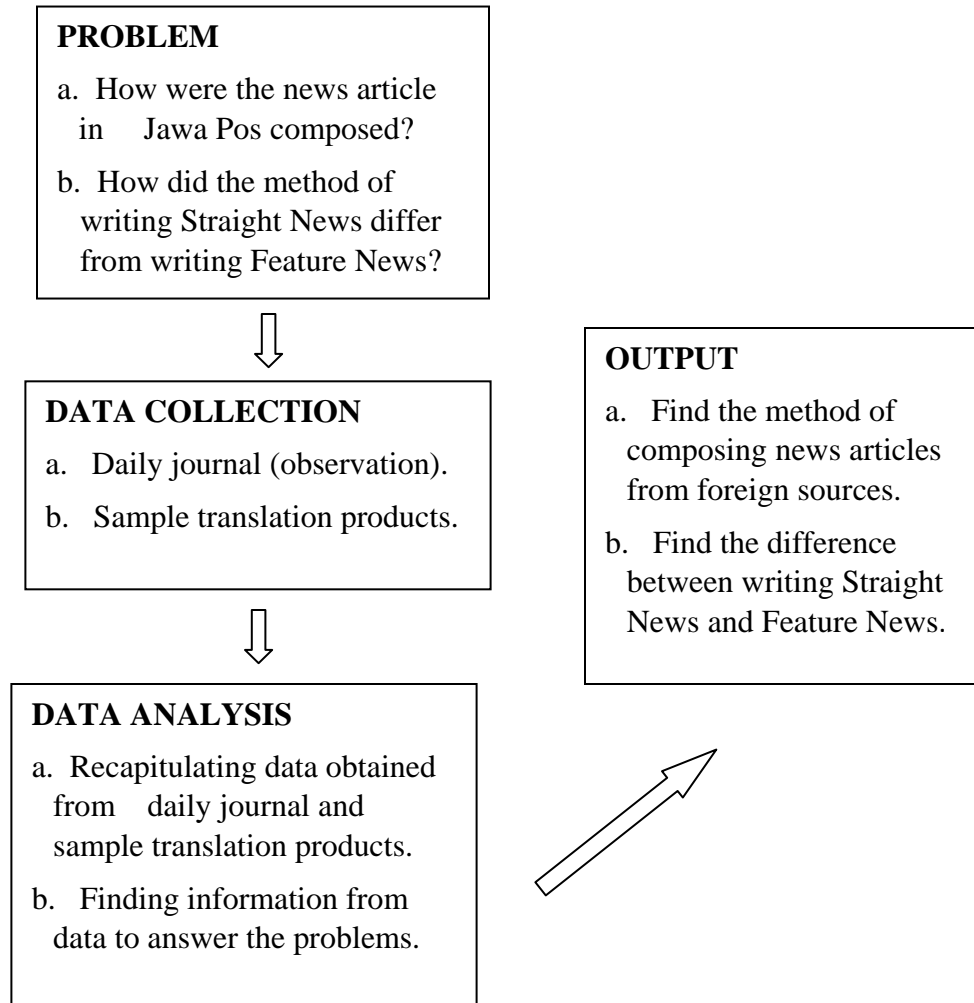 PROBLEM
a. How were the news article
in Jawa Pos composed?
b. How did the method of
writing Straight News differ
from writing Feature News?
DATA COLLECTION
a. Daily journal (observation).
b. Sample translation products.
DATA ANALYSIS
a. Recapitulating data obtained
from daily journal and
sample translation products.
b. Finding information from
data to answer the problems.
OUTPUT
a. Find the method of
composing news articles
from foreign sources.
b. Find the difference
between writing Straight
News and Feature News.